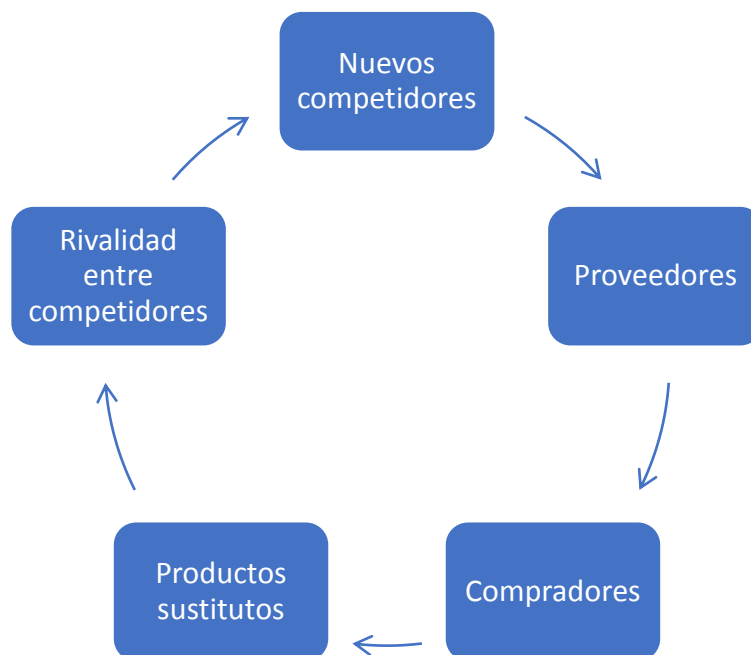 Nuevos
competidores
Proveedores
Compradores
Productos
sustitutos
Rivalidad
entre
competidores